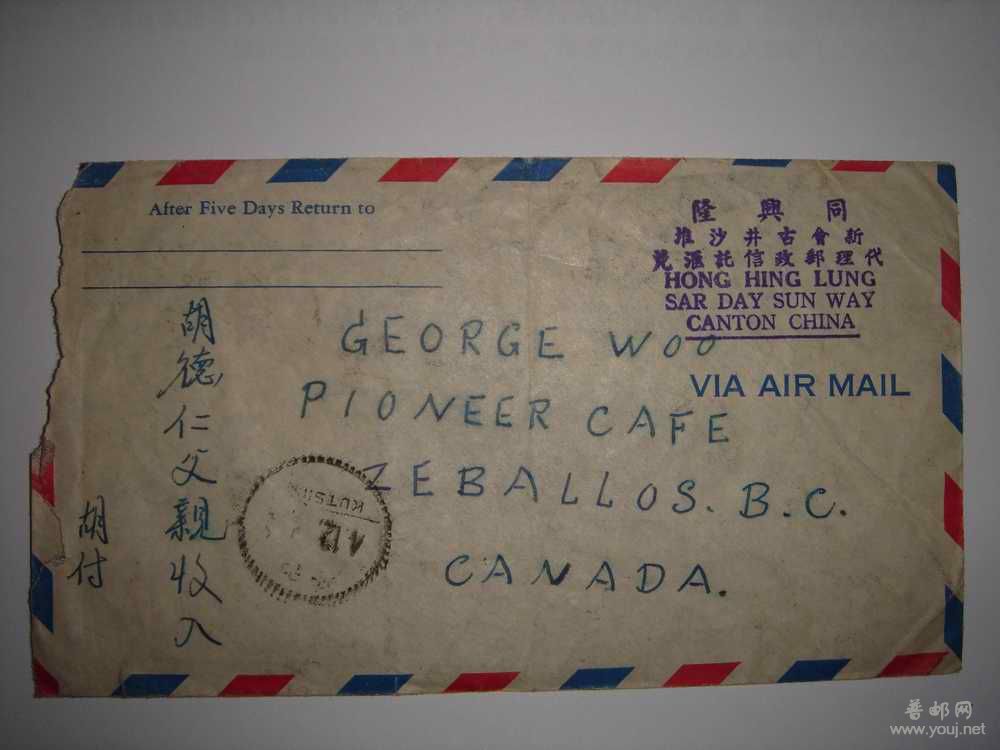 After Five Days Return to
同興隆
新會古井沙堆
代理郵政信託滙兌
HONG HING LUNG
SAR DAY SUN WAY
CANTON CHINA
VIA AIR MAIL
GEORGE WOO
PIONEER CAFE
ZEBALLOS. B.C.
CANADA.
胡德仁父親收入
胡付
普邮网
www.youj.net